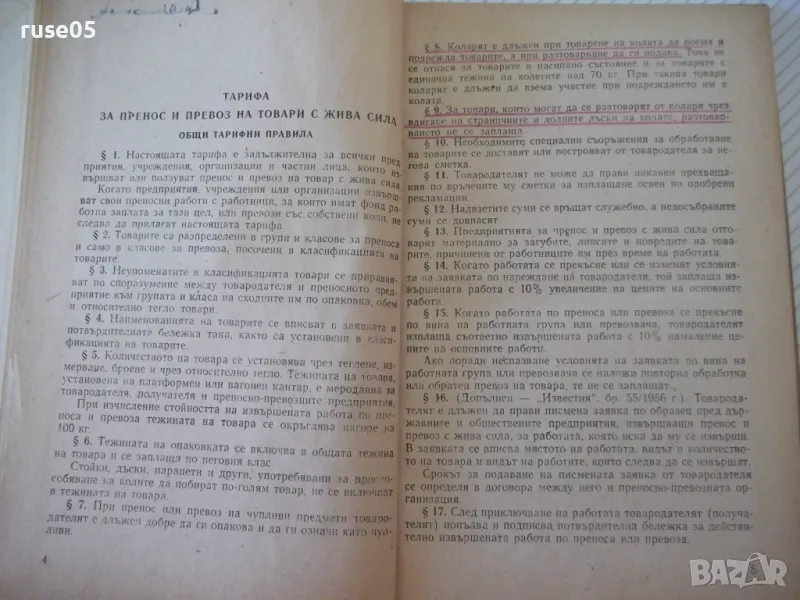 ruse05
ТАРИФА
ЗА ПРЕНОС И ПРЕВОЗ НА ТОВАРИ С ЖИВА СИЛА
ОБЩИ ТАРИФНИ ПРАВИЛА
§ 1. Настоящата тарифа е задължителна за всички пред
приятия, учреждения, организации и частни лица, които
извършват или ползуват пренос и превоз на товар с жива сила.
Когато предприятия, учреждения или организации извърш
ват свои преносни работи с работници, за които имат фонд ра
ботна заплата за тази цел, или превози със собствени коли, не
следва да прилагат настоящата тарифа.
§ 2. Товарите са разпределени в групи и класове за преноса
и само в класове за превоза, посочени в класификацията на
товарите.
§ 3. Неупоменатите в класификацията товари се приравня
ват по споразумение между товародателя и преносното пред
приятие към групата и класа на сходните им по опаковка, обем
и относително тегло товари.
§ 4. Наименованията на товарите се вписват в заявката и
потвърдителната бележка така, както са установени в класи
фикацията на товарите.
§ 5. Количеството на товара се установява чрез теглене, из
мерване, броене и чрез относително тегло. Тежината на товара,
установена на платформен или вагонен кантар, е меродавна за
товародателя, получателя и преносно-превозните предприятия.
При изчисление стойността на извършената работа по пре
носа и превоза тежината на товара се окръглява нагоре на
100 кг.
§ 6. Тежината на опаковката се включва в общата тежина
на товара и се заплаща по неговия клас.
Стойки, дъски, парапети и други, употребявани за приспо
собяване на колите да побират по-голям товар, не се включват
в тежината на товара.
§ 7. При пренос или превоз на чупливи предмети товаро
дателят е длъжен добре да ги опакова и да ги означи като чуп
ливи.
4
§ 8. Коларят е длъжен при товарене на колата да поема и
подрежда товарите, а при разтоварване да ги подава. Това не
се отнася за товарите в насипано състояние и за товарите с
единична тежина на колетите над 70 кг. При такива товари
коларят е длъжен да взема участие при подреждането им в
колата.
§ 9. За товари, които могат да се разтоварят от коларя чрез
вдигане на страничните и долните дъски на колата, разтовар-
ването не се заплаща
§ 10. Необходимите специални съоръжения за обработване
на товарите се доставят или построяват от товародателя за не-
гова сметка.
§ 11. Товародателят не може да прави никакви прехваща-
ния по връчените му сметки за изплащане освен по одобрени
рекламации.
§ 12. Надвзетите суми се връщат служебно, а недосъбраните
суми се довнасят
§ 13. Предприятията за пренос и превоз с жива сила отго-
варят материално за загубите, липсите и повредите на това-
рите, причинени от работниците им през време на работата.
§ 14. Когато работата се прекъсне или се изменят условията
на заявката по нареждане на товародателя, той заплаща из-
вършената работа с 10% увеличение на цените на основните
работи.
§ 15. Когато работата по преноса или превоза се прекъсне
по вина на работната група или превозвача, товародателят
изплаща съответно извършената работа с 10% намаление це-
ните на основните работи.
Ако поради неспазване условията на заявката по вина на
работната група или превозвача се наложи повторна обработка
или обратен превоз на товара, те не се заплащат
§ 16. (Допълнен — „Известия“, бр. 55/1956 г.) Товарода-
телят е длъжен да прави писмена заявка по образец пред дър-
жавните и обществените предприятия, извършващи пренос и
превоз с жива сила, за работата, която иска да му се извърши.
В заявката се вписва мястото на работата, видът и количество-
то на товара и видът на работите, които следва да се извършат.
Срокът за подаване на писмената заявка от товародателя
се определя в договора между него и преносно-превозната ор-
ганизация.
§ 17. След приключване на работата товародателят (получа-
телят) попълва и подписва потвърдителна бележка за действи-
телно извършената работа по преноса или превоза.
5
BAZAR
.bg